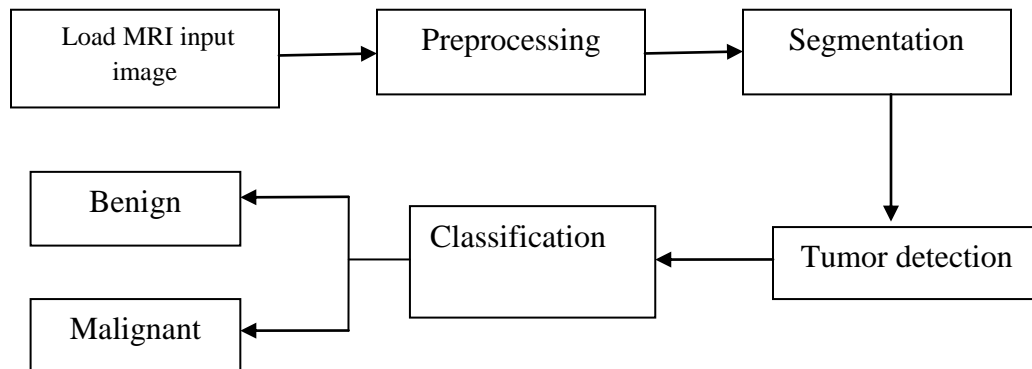 Load MRI input
image
Preprocessing
Segmentation
Tumor detection
Classification
Benign
Malignant